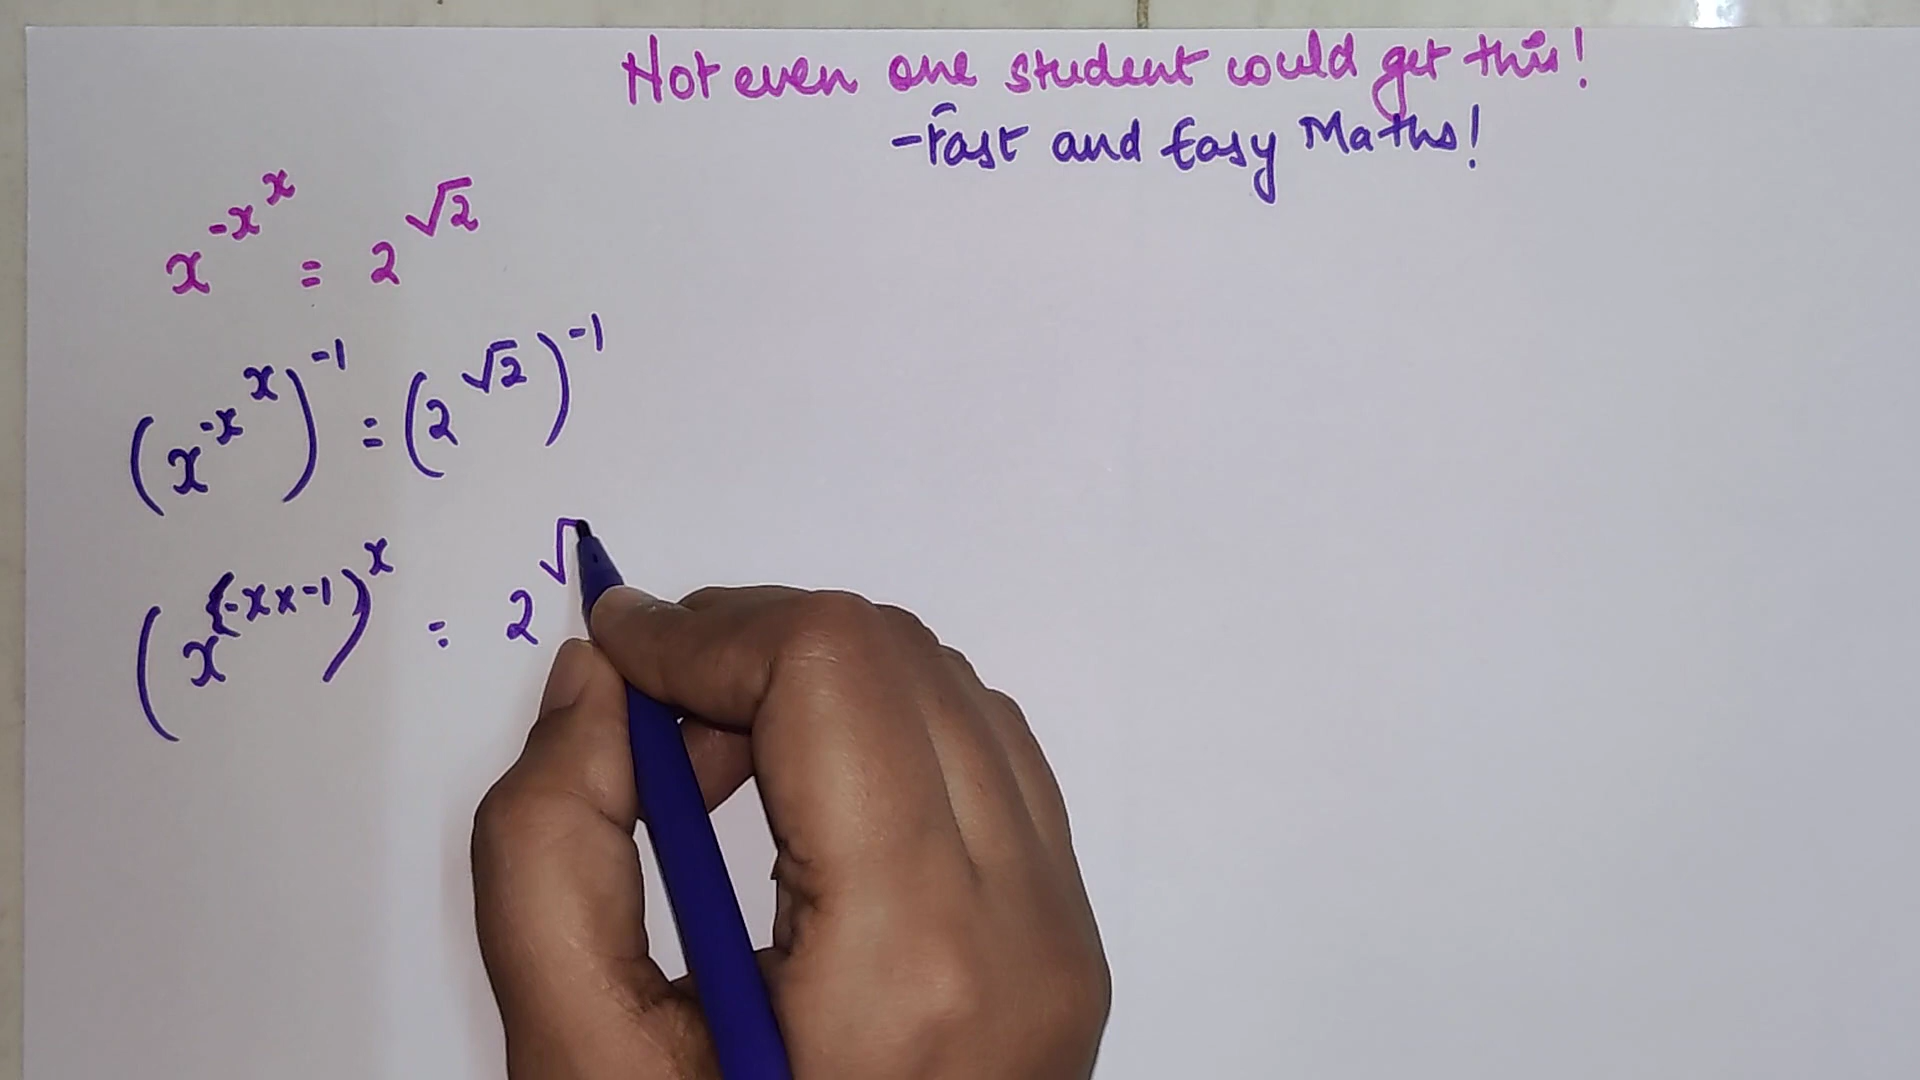 Not even one student could get this!
-Fast and Easy Maths!
x^{-x^{x}} = 2^{√2}
(x^{-x^{x}})^{-1} = (2^{√2})^{-1}
(x^{(-x×-1)})^{x} = 2^{√